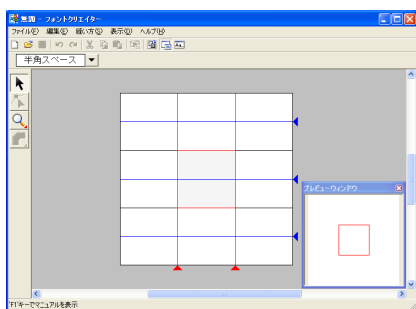 無題 - フォントクリエイター
ファイル(F) 編集(E) 縫い方(S) 表示(D) ヘルプ(H)
半角スペース
プレビューウィンドウ
'F1'キーでマニュアルを表示